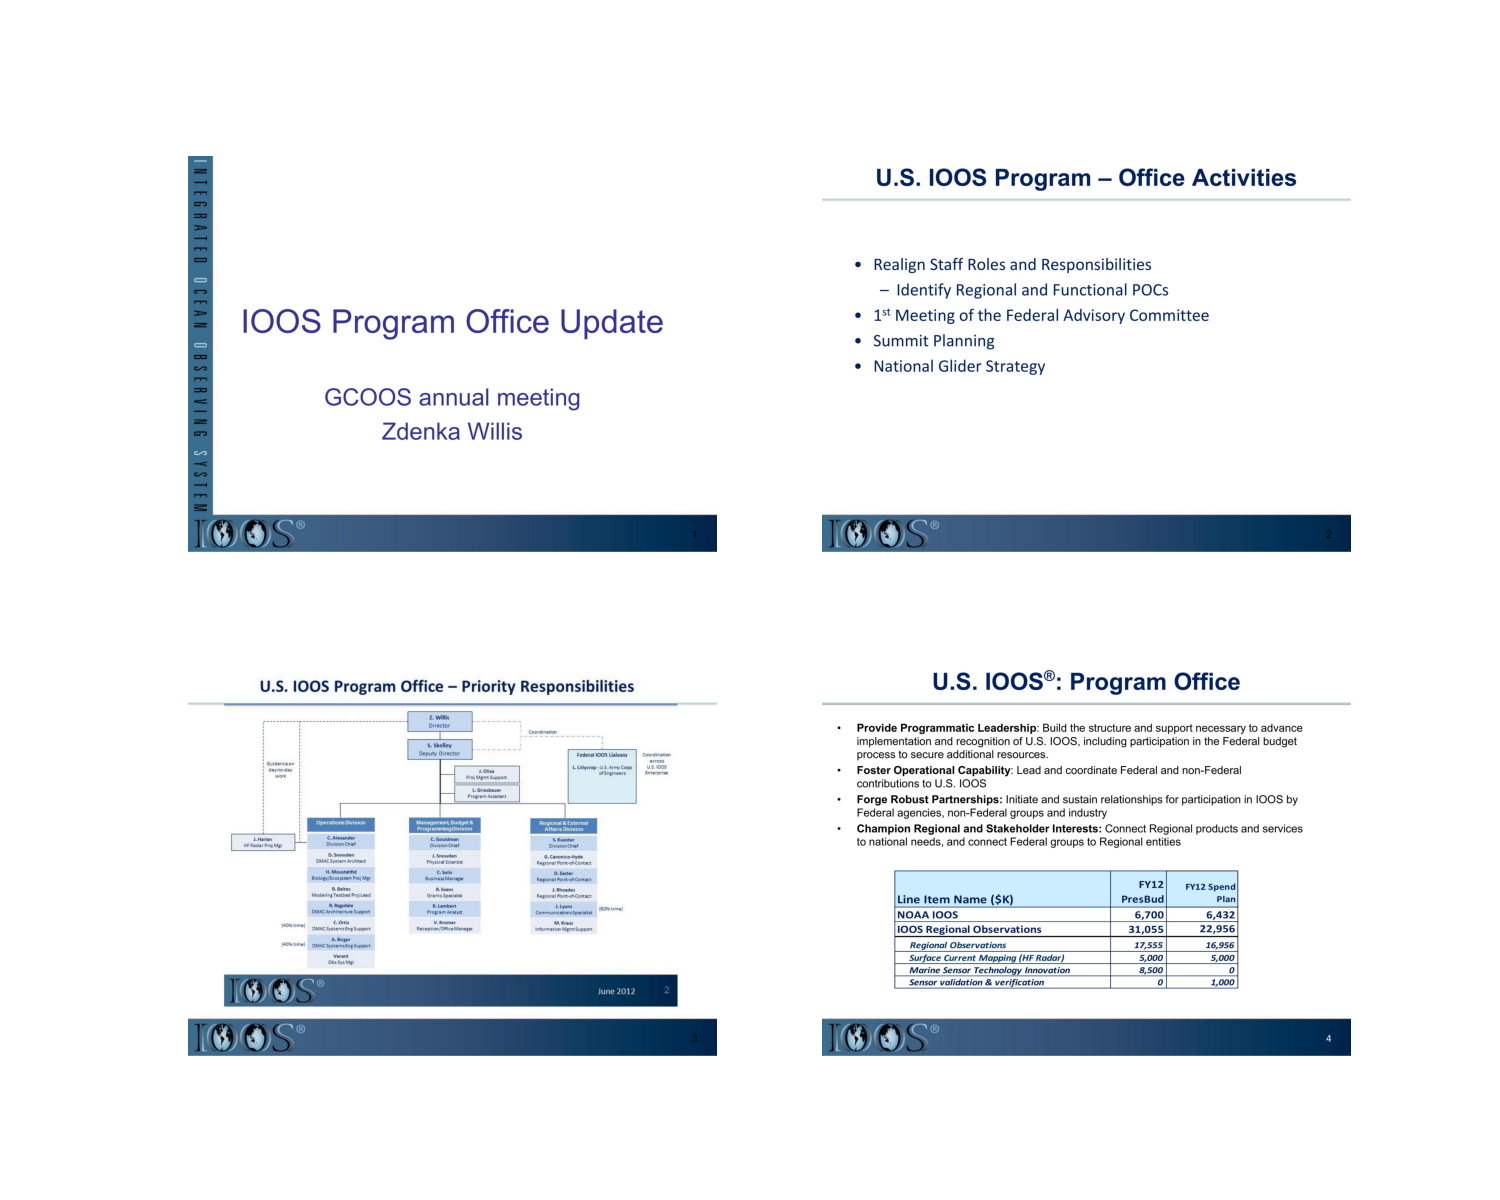 INTEGRATED OCEAN OBSERVING SYSTEM
IOOS Program Office Update
GCOOS annual meeting
Zdenka Willis
IOOS®
1
U.S. IOOS Program – Office Activities
• Realign Staff Roles and Responsibilities
– Identify Regional and Functional POCs
• 1st Meeting of the Federal Advisory Committee
• Summit Planning
• National Glider Strategy
IOOS®
2
U.S. IOOS Program Office – Priority Responsibilities
Z. Willis
Director
S. Skelley
Deputy Director
J. Oliva
Proj Mgmt Support
L. Griesbauer
Program Assistant
Coordination
Federal IOOS Liaisons
L. Lillycrop - U.S. Army Corps
of Engineers
Coordination
across
U.S. IOOS
Enterprise
Guidance on
day-to-day
work
J. Harlan
HF Radar Proj Mgr
Operations Division
C. Alexander
Division Chief
D. Snowden
DMAC System Architect
H. Moustahfid
Biology/Ecosystem Proj Mgr
B. Baltes
Modeling Testbed Proj Lead
R. Ragsdale
DMAC Architecture Support
(40% time)
C. Ortiz
DMAC Systems Eng Support
(40% time)
A. Birger
DMAC Systems Eng Support
Vacant
Obs Sys Mgr
Management, Budget &
Programming Division
C. Gouldman
Division Chief
J. Snowden
Physical Scientist
C. Solis
Business Manager
R. Evans
Grants Specialist
K. Lambert
Program Analyst
V. Kromer
Reception/Office Manager
Regional & External
Affairs Division
S. Kuester
Division Chief
G. Canonico-Hyde
Regional Point-of-Contact
D. Easter
Regional Point-of-Contact
J. Rhoades
Regional Point-of-Contact
J. Lyons
Communications Specialist
(60% time)
M. Kraus
Information Mgmt Support
IOOS®
June 2012
2
IOOS®
3
U.S. IOOS®: Program Office
• Provide Programmatic Leadership: Build the structure and support necessary to advance
implementation and recognition of U.S. IOOS, including participation in the Federal budget
process to secure additional resources.
• Foster Operational Capability: Lead and coordinate Federal and non-Federal
contributions to U.S. IOOS
• Forge Robust Partnerships: Initiate and sustain relationships for participation in IOOS by
Federal agencies, non-Federal groups and industry
• Champion Regional and Stakeholder Interests: Connect Regional products and services
to national needs, and connect Federal groups to Regional entities
Line Item Name ($K) FY12 PresBud FY12 Spend Plan
NOAA IOOS 6,700 6,432
IOOS Regional Observations 31,055 22,956
Regional Observations 17,555 16,956
Surface Current Mapping (HF Radar) 5,000 5,000
Marine Sensor Technology Innovation 8,500 0
Sensor validation & verification 0 1,000
IOOS®
4